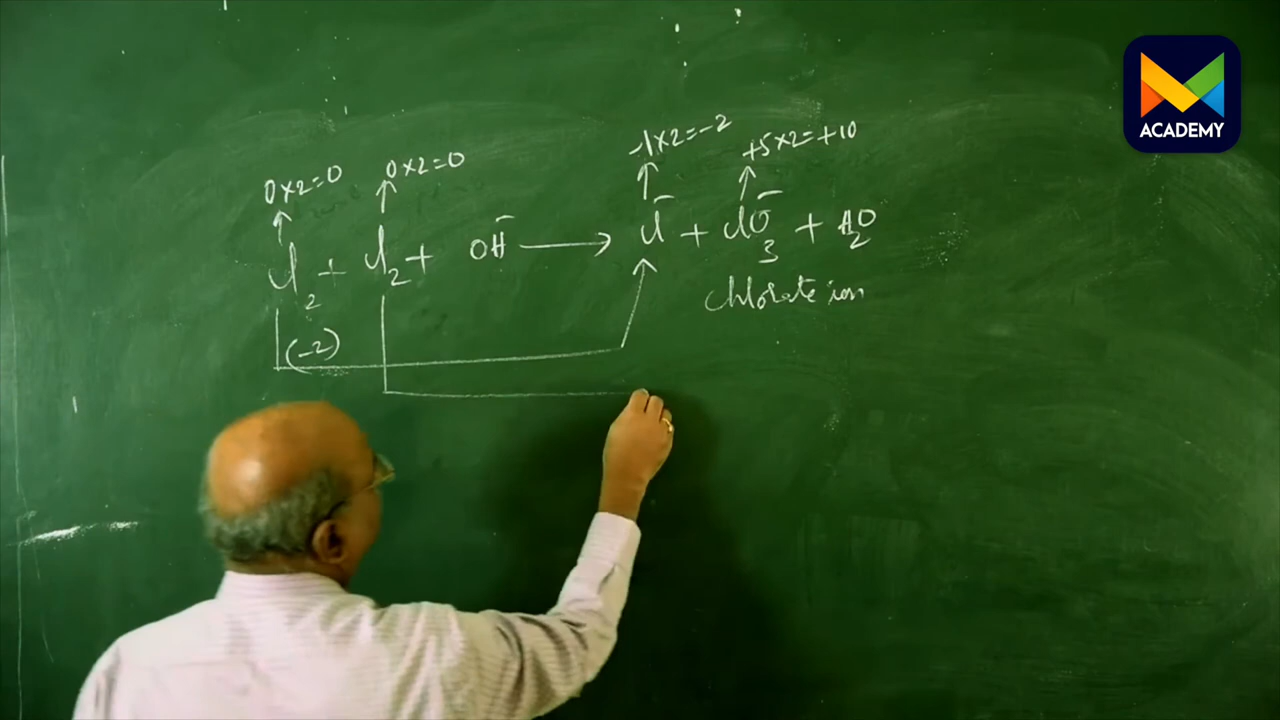 ACADEMY
0×2=0 0×2=0 -1×2=-2 +5×2=+10
Cl₂ + Cl₂ + OH⁻ ⟶ Cl⁻ + ClO₃⁻ + H₂O
chlorate ion
(-2)